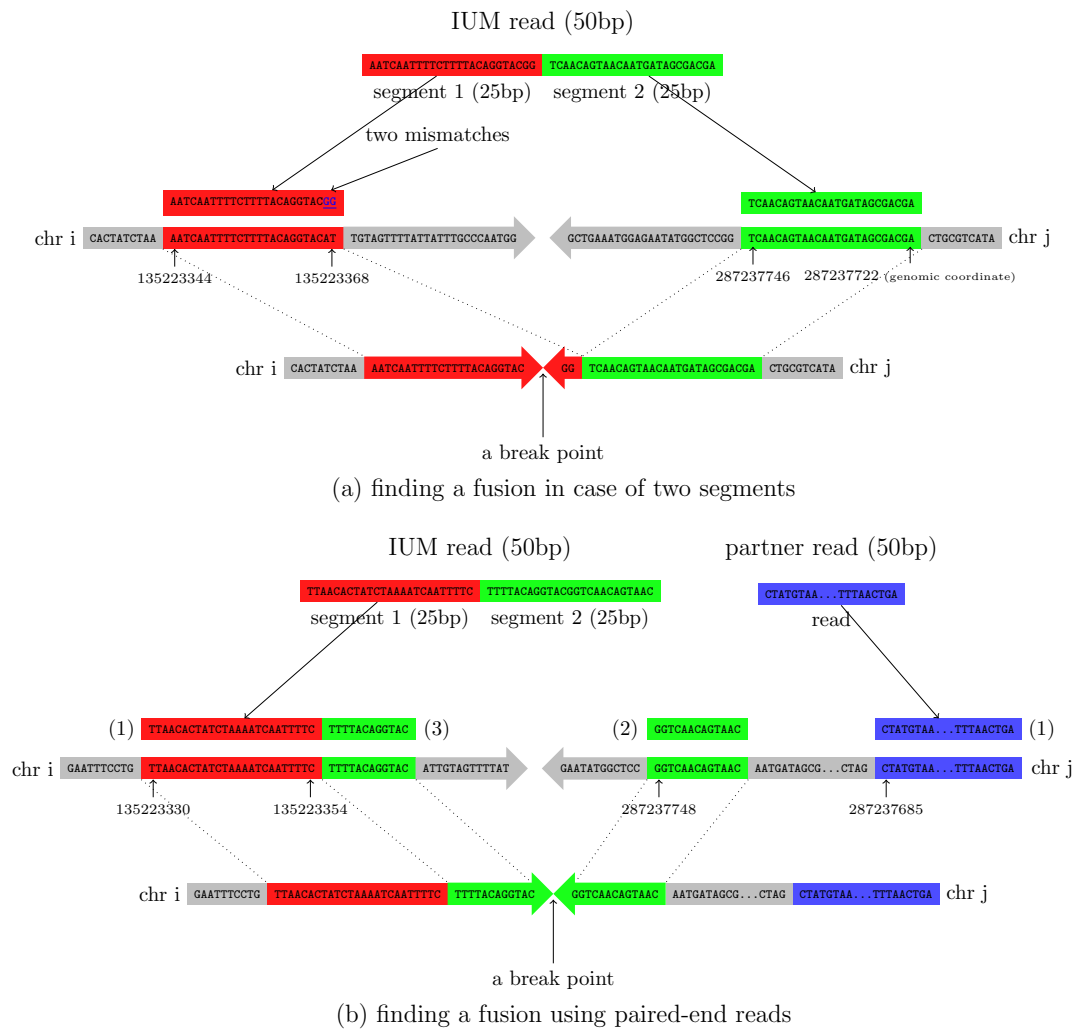 IUM read (50bp)
AATCAATTTTCTTTTACAGGTACGG TCAACAGTAACAATGATAGCGACGA
segment 1 (25bp) segment 2 (25bp)
two mismatches
AATCAATTTTCTTTTACAGGTACGG TCAACAGTAACAATGATAGCGACGA
chr i CACTATCTAA AATCAATTTTCTTTTACAGGTACAT TGTAGTTTTATTATTTGCCCAATGG GCTGAAATGGAGAATATGGCTCCGG TCAACAGTAACAATGATAGCGACGA CTGCGTCATA chr j
135223344 135223368 287237746 287237722 (genomic coordinate)
chr i CACTATCTAA AATCAATTTTCTTTTACAGGTAC GG TCAACAGTAACAATGATAGCGACGA CTGCGTCATA chr j
a break point
(a) finding a fusion in case of two segments
IUM read (50bp) partner read (50bp)
TTAACACTATCTAAAATCAATTTTC TTTTACAGGTACGGTCAACAGTAAC CTATGTAA...TTTAACTGA
segment 1 (25bp) segment 2 (25bp) read
(1) TTAACACTATCTAAAATCAATTTTC TTTTACAGGTAC (3) (2) GGTCAACAGTAAC CTATGTAA...TTTAACTGA (1)
chr i GAATTTCCTG TTAACACTATCTAAAATCAATTTTC TTTTACAGGTAC ATTGTAGTTTTAT GAATATGGCTCC GGTCAACAGTAAC AATGATAGCG...CTAG CTATGTAA...TTTAACTGA chr j
135223330 135223354 287237748 287237685
chr i GAATTTCCTG TTAACACTATCTAAAATCAATTTTC TTTTACAGGTAC GGTCAACAGTAAC AATGATAGCG...CTAG CTATGTAA...TTTAACTGA chr j
a break point
(b) finding a fusion using paired-end reads